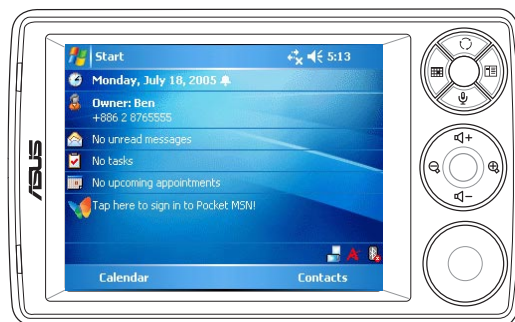 ASUS
Start 5:13
Monday, July 18, 2005
Owner: Ben
+886 2 8765555
No unread messages
No tasks
No upcoming appointments
Tap here to sign in to Pocket MSN!
Calendar Contacts